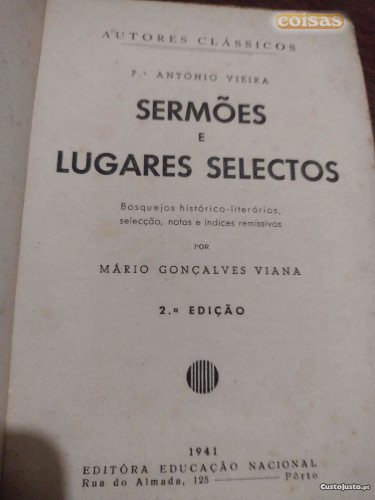 coisas
AUTORES CLÁSSICOS
P.e ANTÓNIO VIEIRA
SERMÕES
E
LUGARES SELECTOS
Bosquejos histórico-literários,
selecção, notas e índices remissivos
POR
MÁRIO GONÇALVES VIANA
2.ª EDIÇÃO
1941
EDITÔRA EDUCAÇÃO NACIONAL
Rua do Almada, 125 —— Pôrto
CustoJusto.pt